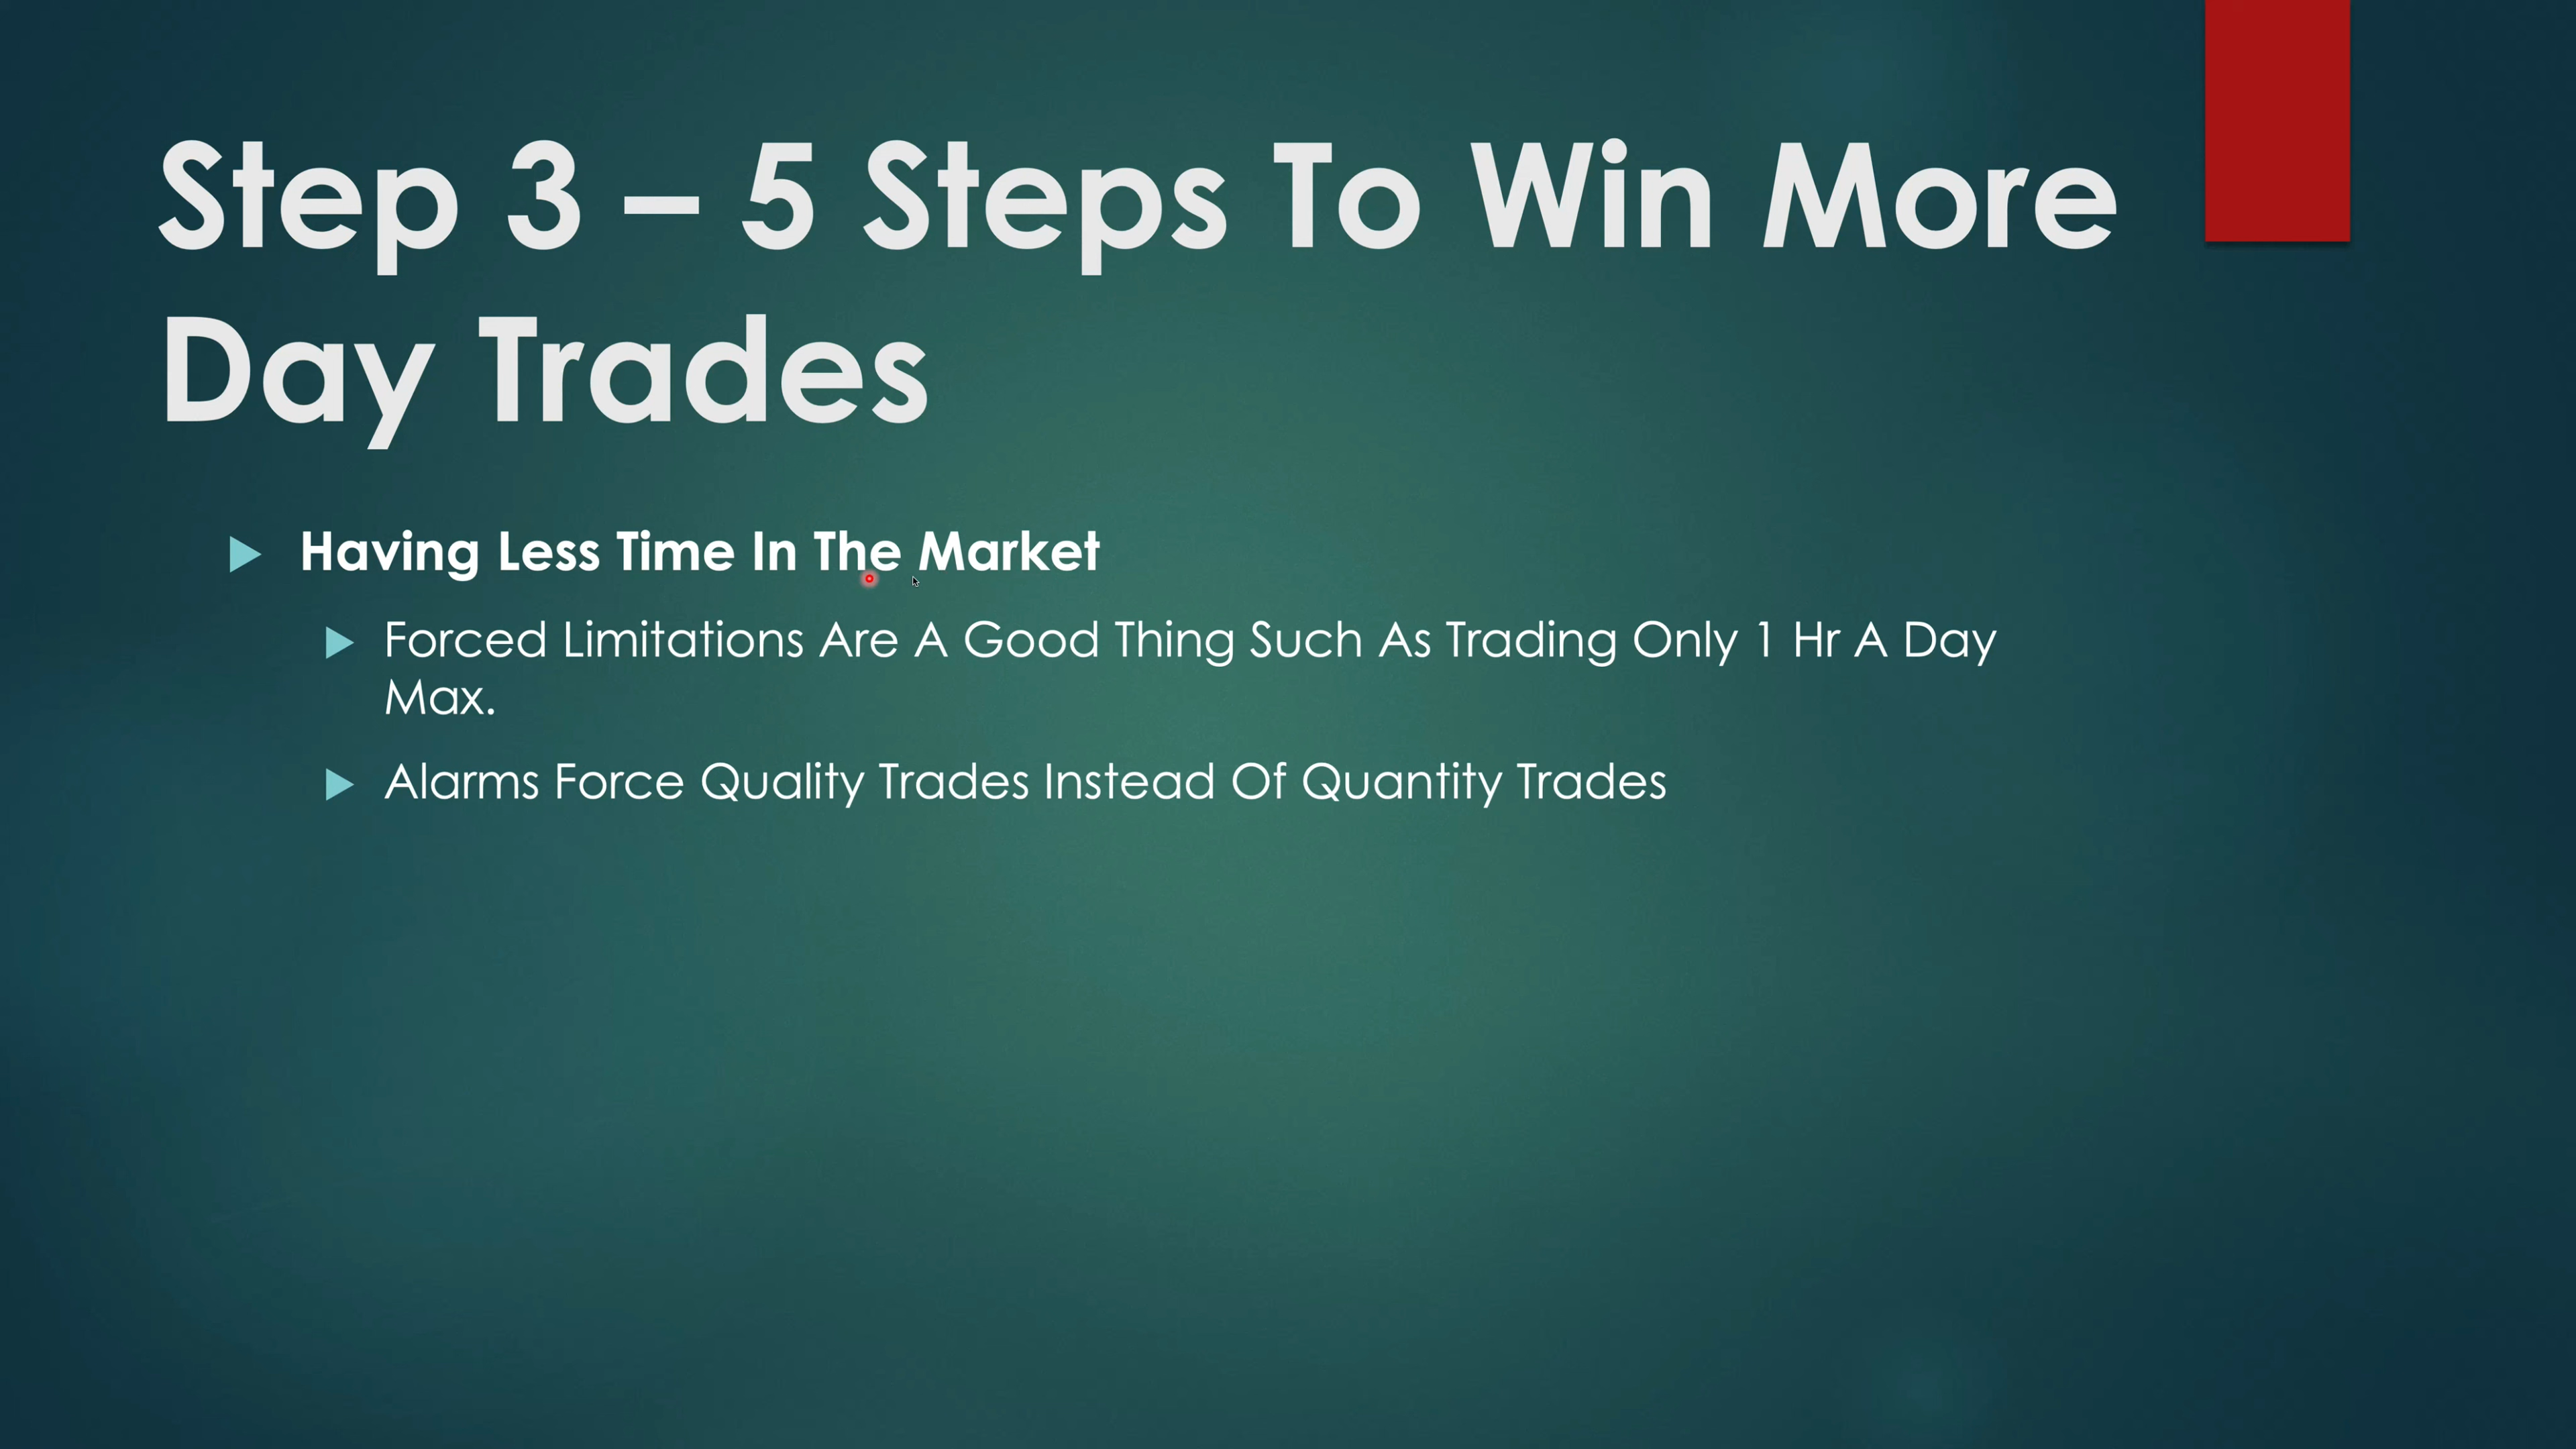 Step 3 – 5 Steps To Win More
Day Trades
Having Less Time In The Market
Forced Limitations Are A Good Thing Such As Trading Only 1 Hr A Day
Max.
Alarms Force Quality Trades Instead Of Quantity Trades